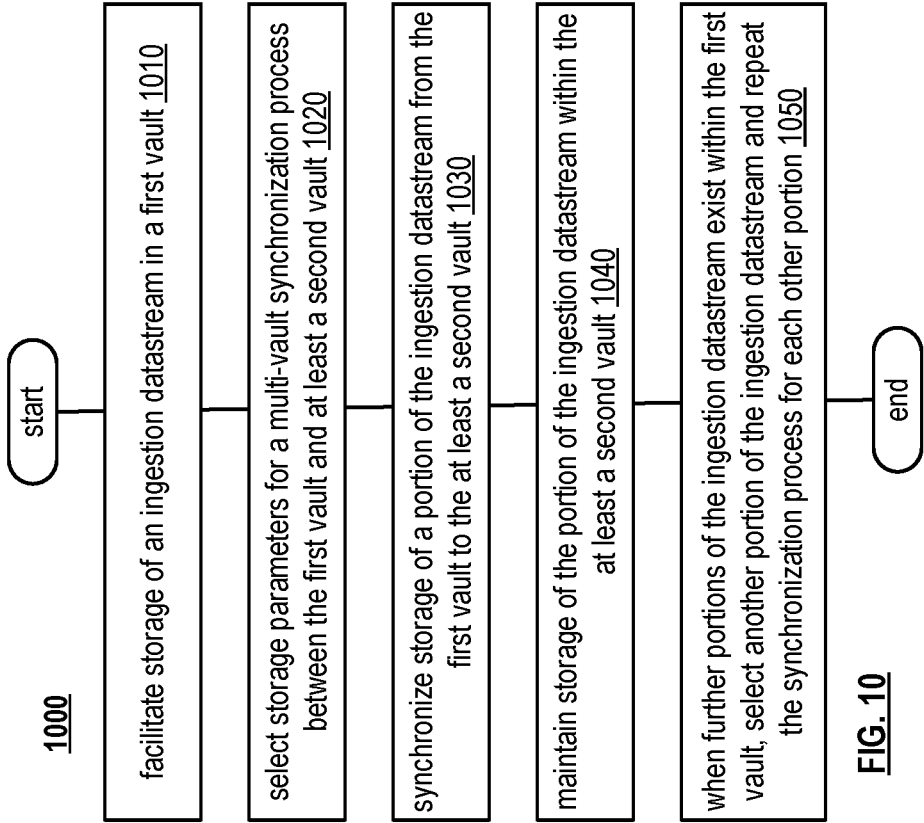 1000
start
facilitate storage of an ingestion datastream in a first vault 1010
select storage parameters for a multi-vault synchronization process
between the first vault and at least a second vault 1020
synchronize storage of a portion of the ingestion datastream from the
first vault to the at least a second vault 1030
maintain storage of the portion of the ingestion datastream within the
at least a second vault 1040
when further portions of the ingestion datastream exist within the first
vault, select another portion of the ingestion datastream and repeat
the synchronization process for each other portion 1050
end
FIG. 10